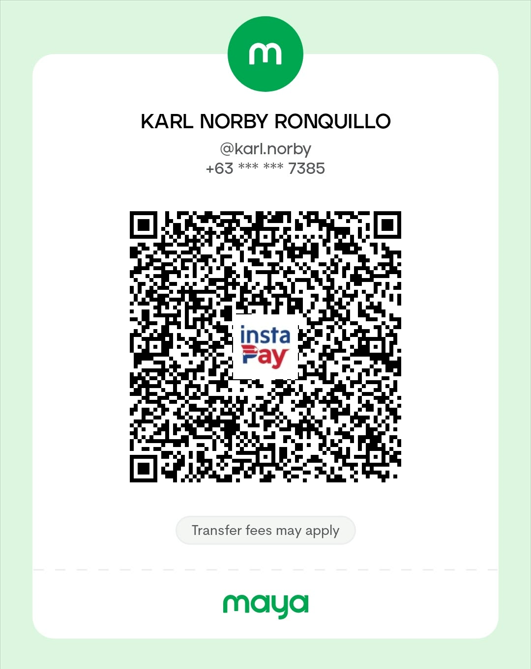 m
KARL NORBY RONQUILLO
@karl.norby
+63 *** *** 7385
insta
Pay
Transfer fees may apply
maya